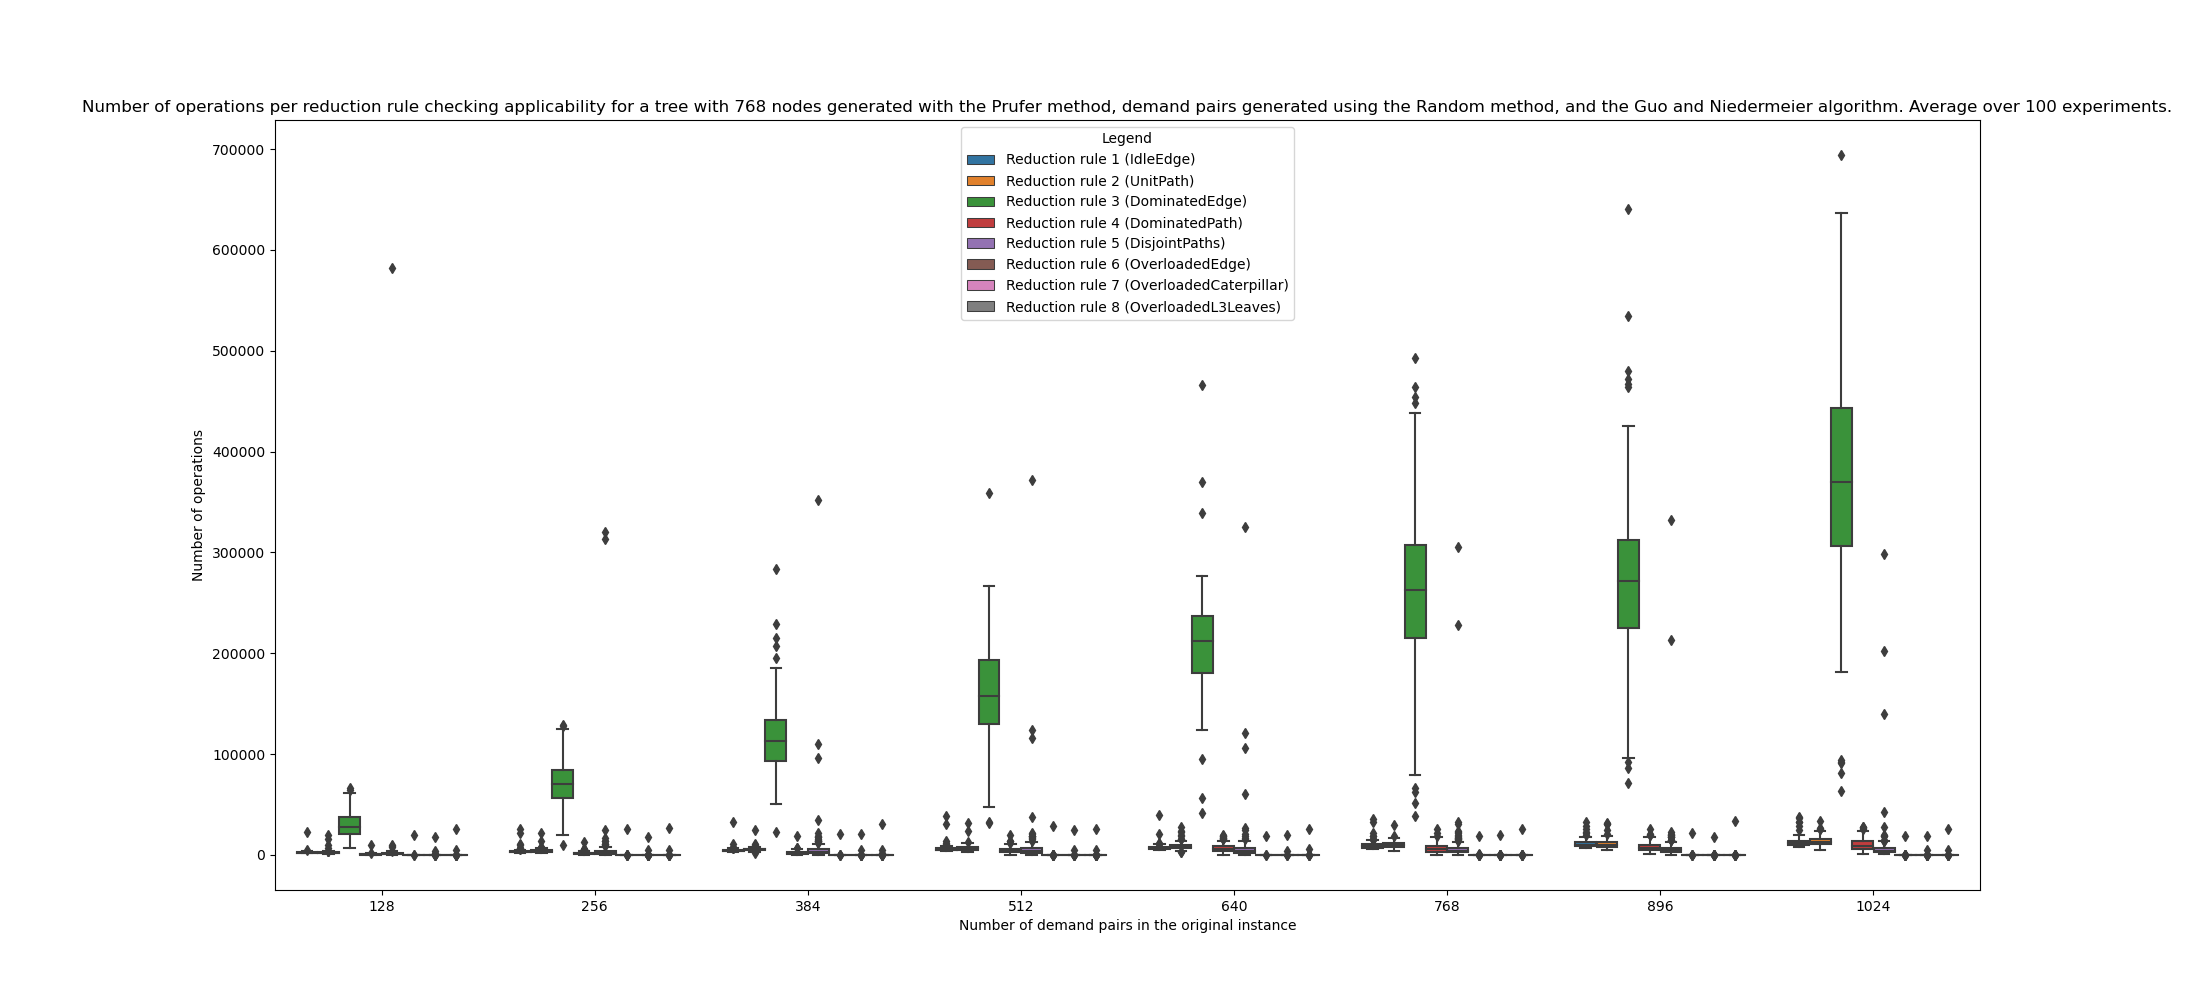 Number of operations per reduction rule checking applicability for a tree with 768 nodes generated with the Prufer method, demand pairs generated using the Random method, and the Guo and Niedermeier algorithm. Average over 100 experiments.
Legend
Reduction rule 1 (IdleEdge)
Reduction rule 2 (UnitPath)
Reduction rule 3 (DominatedEdge)
Reduction rule 4 (DominatedPath)
Reduction rule 5 (DisjointPaths)
Reduction rule 6 (OverloadedEdge)
Reduction rule 7 (OverloadedCaterpillar)
Reduction rule 8 (OverloadedL3Leaves)
Number of operations
700000
600000
500000
400000
300000
200000
100000
0
128 256 384 512 640 768 896 1024
Number of demand pairs in the original instance